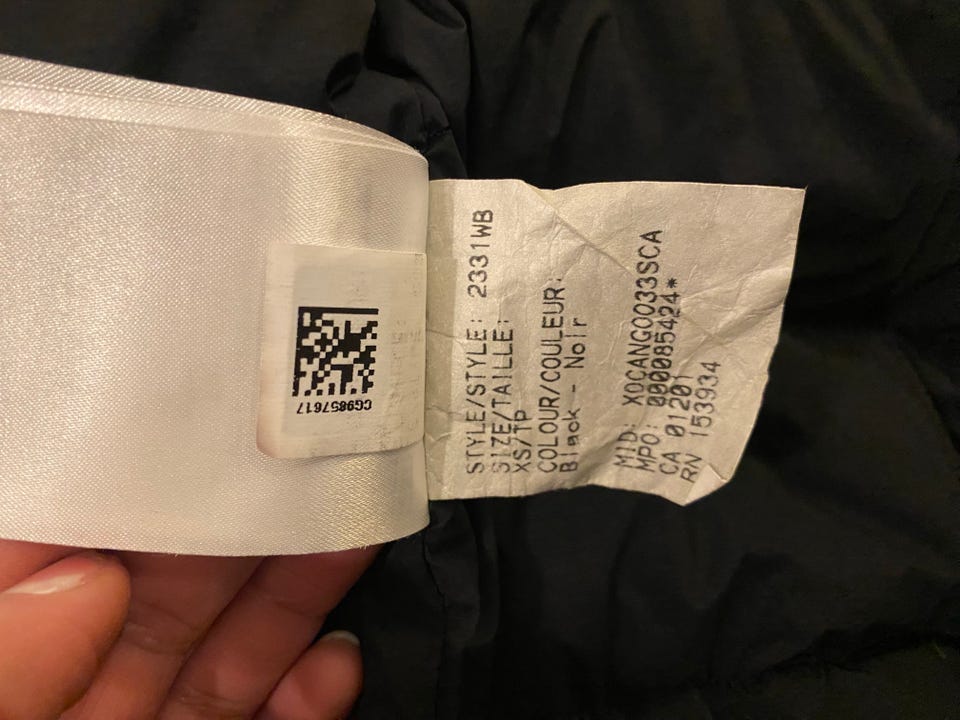 STYLE/STYLE: 2331WB
SIZE/TAILLE:
XS/TP
COLOUR/COULEUR:
Black - Noir
MID: XOCANGO033SCA
MPO: 000085424*
CA 01201
RN 153934
CG9857617